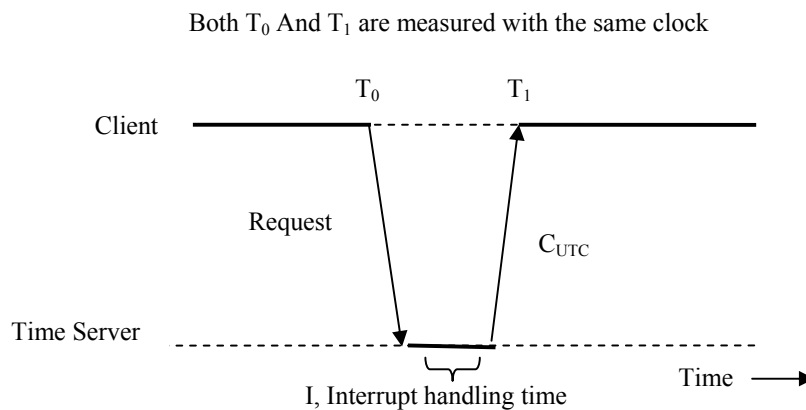 Both T₀ And T₁ are measured with the same clock
T₀ T₁
Client
Request
C_UTC
Time Server
Time
I, Interrupt handling time